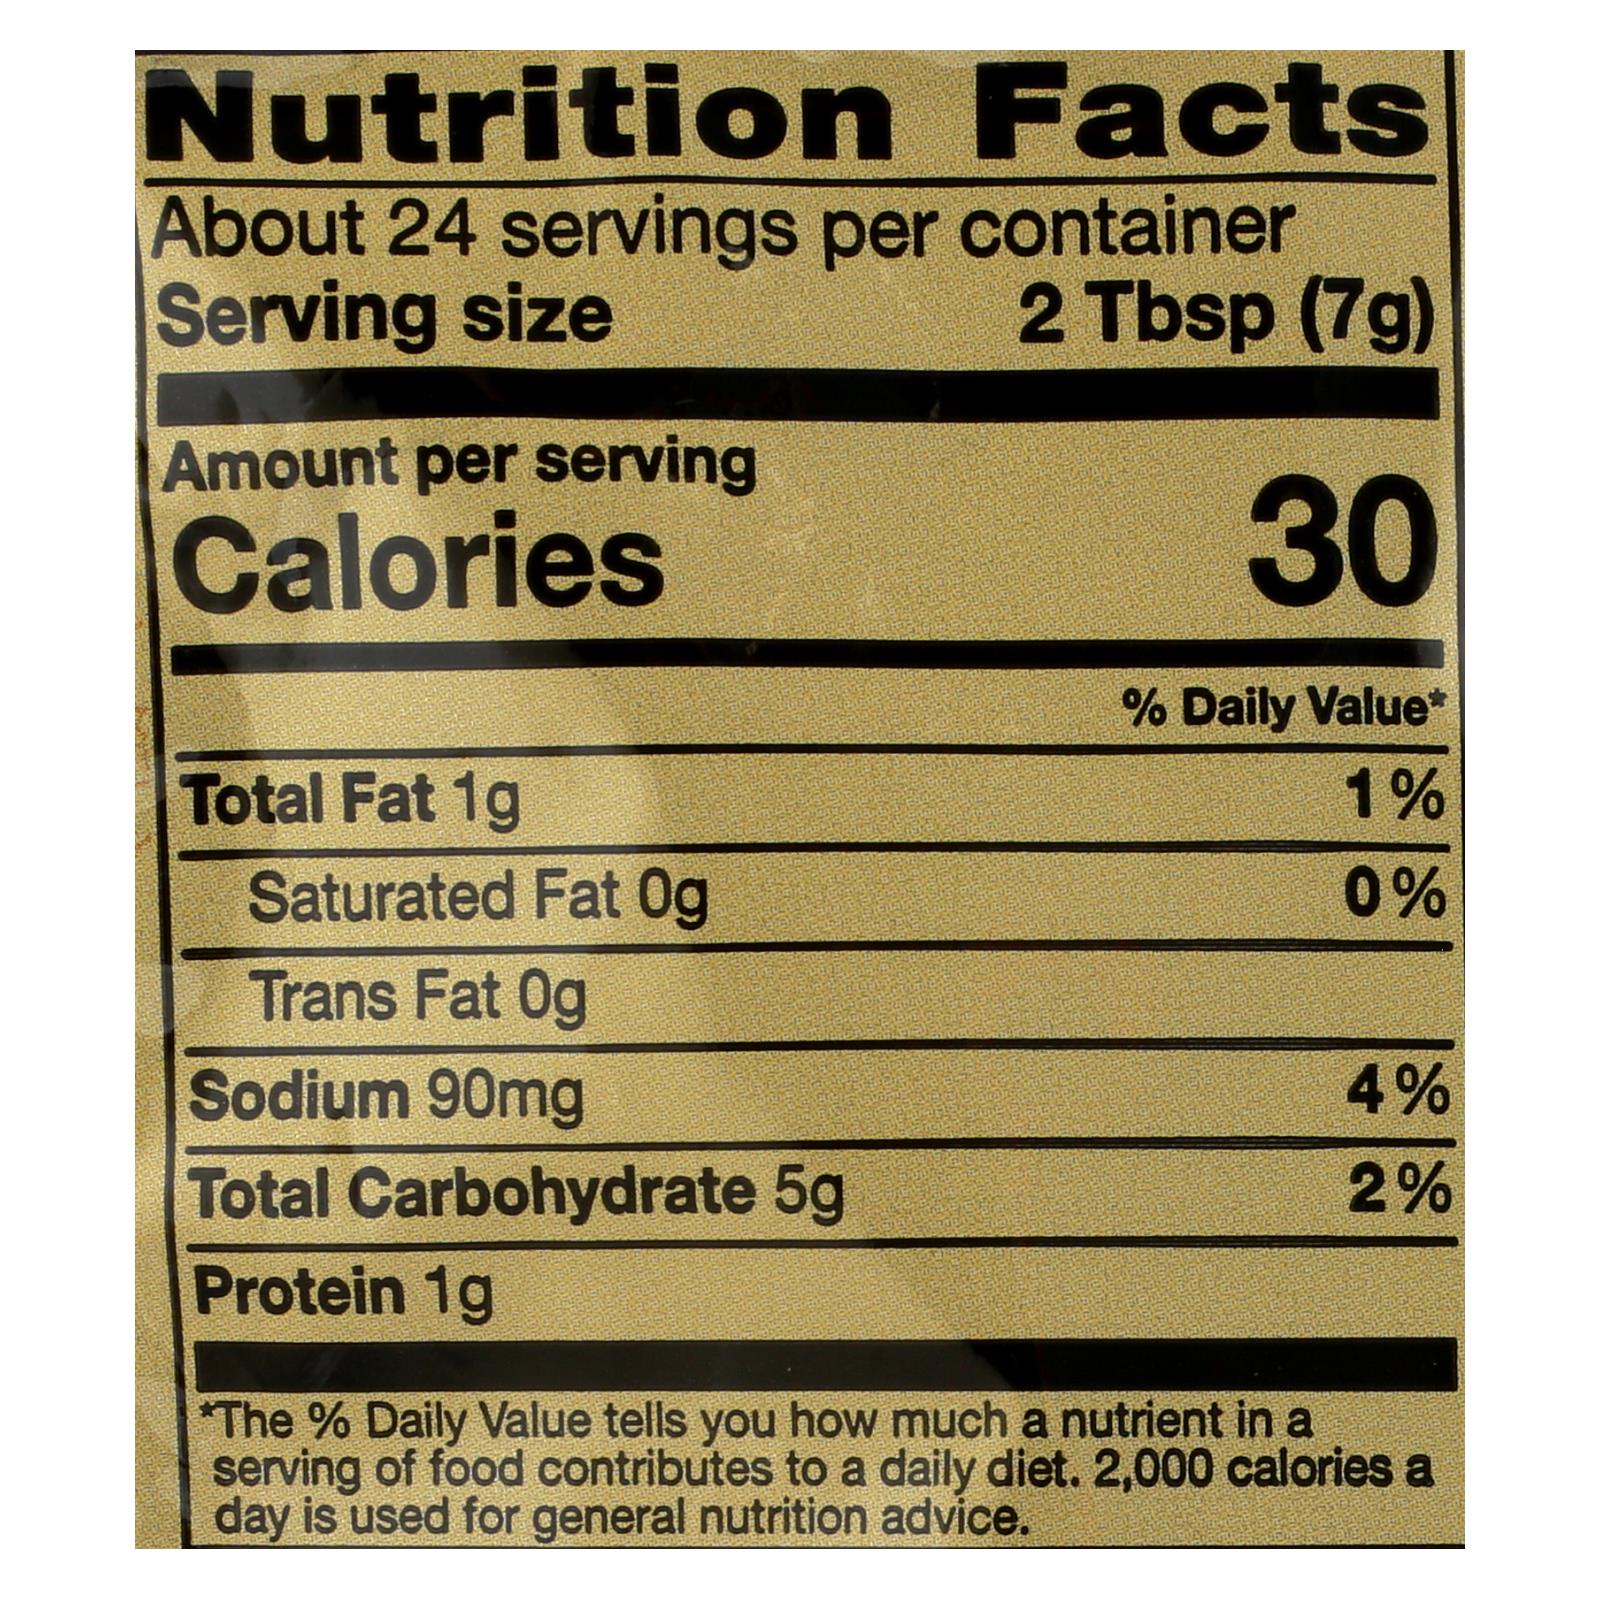 Nutrition Facts
About 24 servings per container
Serving size 2 Tbsp (7g)
Amount per serving
Calories 30
% Daily Value*
Total Fat 1g 1%
Saturated Fat 0g 0%
Trans Fat 0g
Sodium 90mg 4%
Total Carbohydrate 5g 2%
Protein 1g
*The % Daily Value tells you how much a nutrient in a
serving of food contributes to a daily diet. 2,000 calories a
day is used for general nutrition advice.